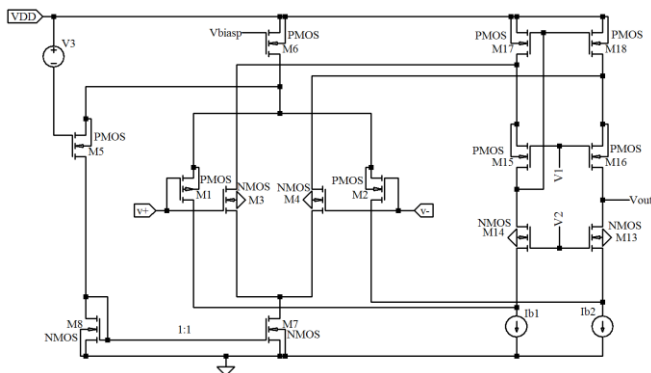 VDD
V3
Vbiasp
PMOS
M6
PMOS
M17
PMOS
M18
PMOS
M5
PMOS
M1
NMOS
M3
NMOS
M4
PMOS
M2
PMOS
M15
PMOS
M16
V1
v+
v-
NMOS
M14
V2
NMOS
M13
Vout
M8
NMOS
1:1
M7
NMOS
Ib1
Ib2